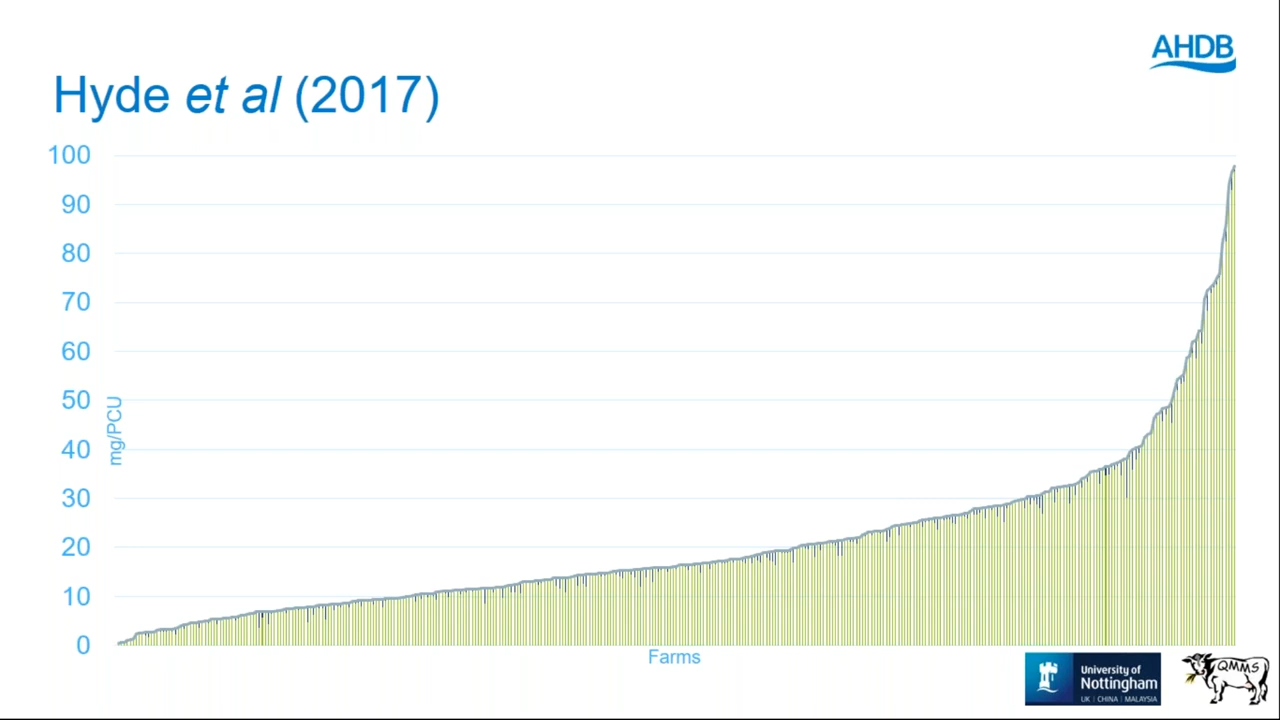 AHDB
Hyde et al (2017)
100
90
80
70
60
50
40
30
20
10
0
mg/PCU
Farms
University of
Nottingham
UK | CHINA | MALAYSIA
QMMS